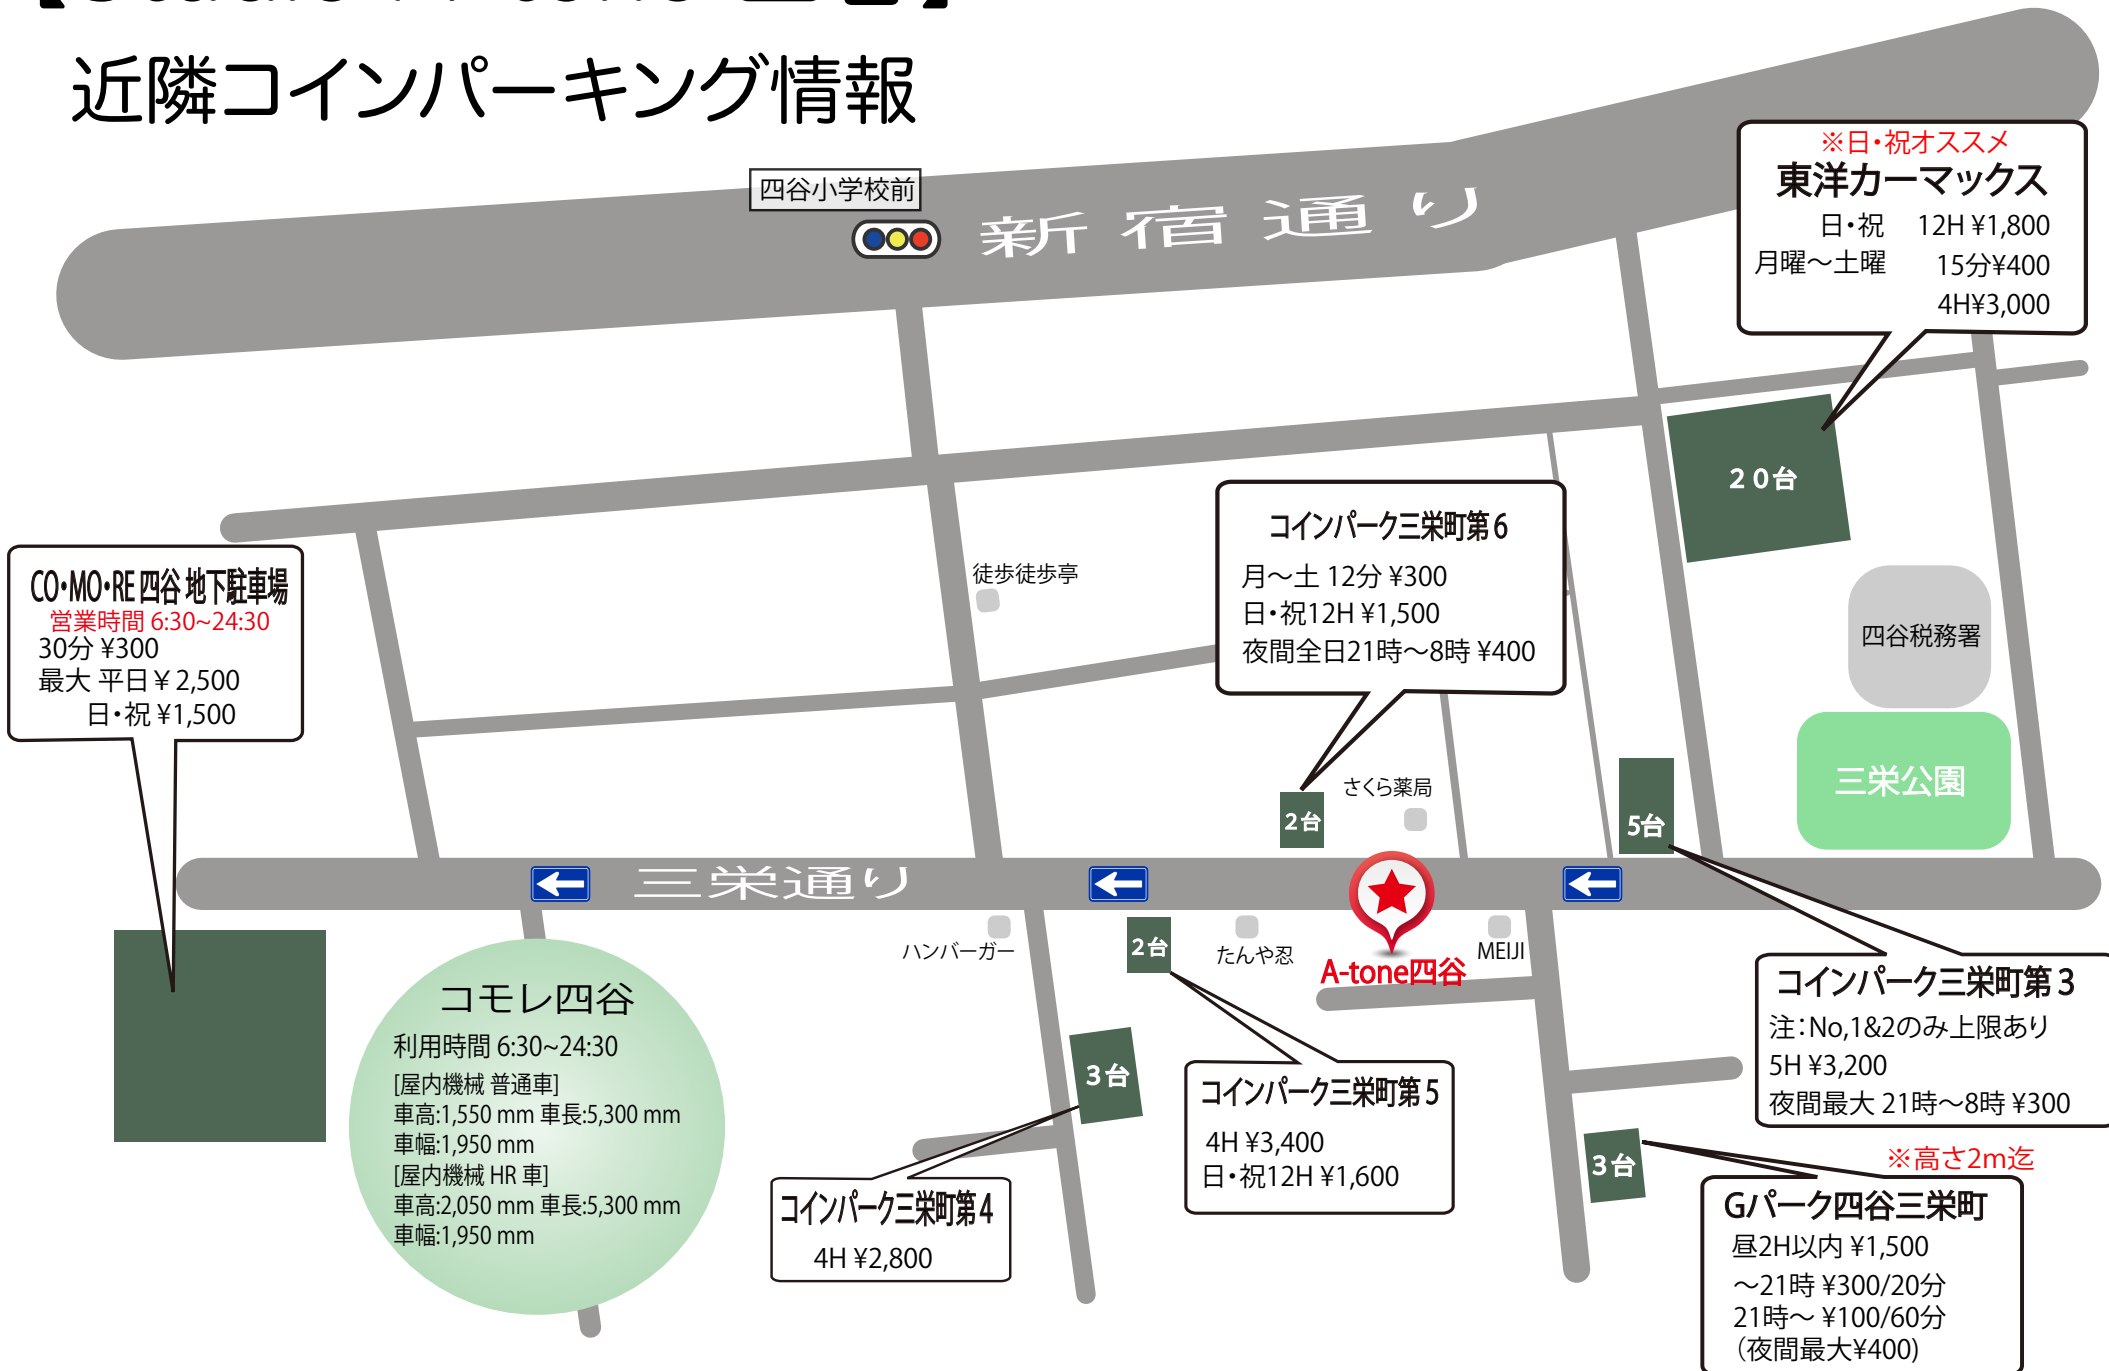 近隣コインパーキング情報
四谷小学校前
新宿通り
※日・祝オススメ
東洋カーマックス
日・祝 12H ¥1,800
月曜～土曜 15分¥400
4H¥3,000
20台
コインパーク三栄町第6
月～土 12分 ¥300
日・祝12H ¥1,500
夜間全日21時～8時 ¥400
徒歩徒歩亭
CO・MO・RE 四谷 地下駐車場
営業時間 6:30~24:30
30分 ¥300
最大 平日 ¥ 2,500
日・祝 ¥1,500
四谷税務署
三栄公園
さくら薬局
2台
5台
三栄通り
ハンバーガー
2台
たんや忍
A-tone四谷
MEIJI
コモレ四谷
利用時間 6:30~24:30
[屋内機械 普通車]
車高:1,550 mm 車長:5,300 mm
車幅:1,950 mm
[屋内機械 HR 車]
車高:2,050 mm 車長:5,300 mm
車幅:1,950 mm
3台
コインパーク三栄町第4
4H ¥2,800
コインパーク三栄町第5
4H ¥3,400
日・祝12H ¥1,600
コインパーク三栄町第3
注：No,1&2のみ上限あり
5H ¥3,200
夜間最大 21時～8時 ¥300
3台
※高さ2m迄
Gパーク四谷三栄町
昼2H以内 ¥1,500
～21時 ¥300/20分
21時～ ¥100/60分
（夜間最大¥400)